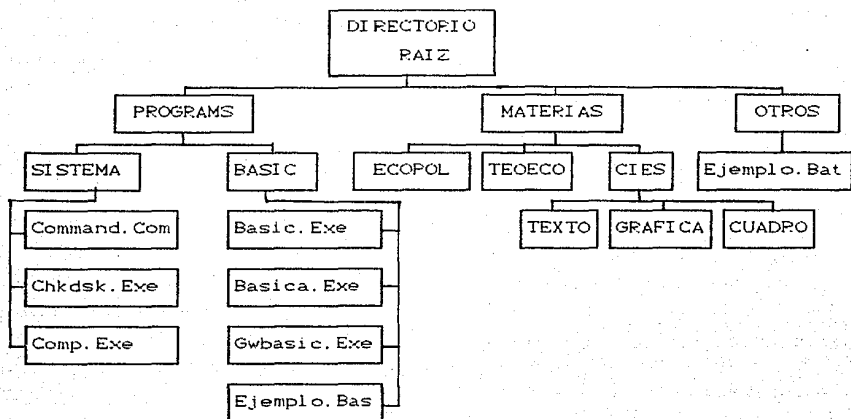 DIRECTORIO
RAIZ
PROGRAMS
MATERIAS
OTROS
SISTEMA
BASIC
ECOPOL
TEOECO
CIES
Ejemplo.Bat
Command.Com
Basic.Exe
TEXTO
GRAFICA
CUADRO
Chkdsk.Exe
Basica.Exe
Comp.Exe
Gwbasic.Exe
Ejemplo.Bas